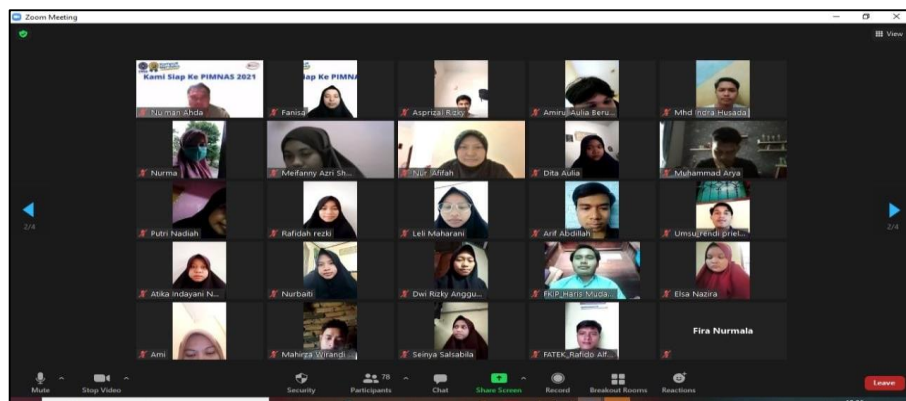 Zoom Meeting
View
Kami Siap Ke PIMNAS 2021
Nu'man Ahda
iap Ke PIMNA
Fanisa
Asprizal Rizky
Amirul Aulia Beru...
Mhd Indra Husada
Nurma
Meifanny Azri Sh...
Nur Afifah
Dita Aulia
Muhammad Arya
Putri Nadiah
Rafidah rezki
Leli Maharani
Arif Abdillah
Umsu_rendi priel...
Atika Indayani N...
Nurbaiti
Dwi Rizky Anggu...
FKIP_Haris Muda...
Elsa Nazira
Ami
Mahirza Wirandi ...
Seinya Salsabila
FATEK_Rafido Alf...
Fira Nurmala
2/4
2/4
Mute
Stop Video
Security
Participants
78
Chat
Share Screen
Record
Breakout Rooms
Reactions
Leave